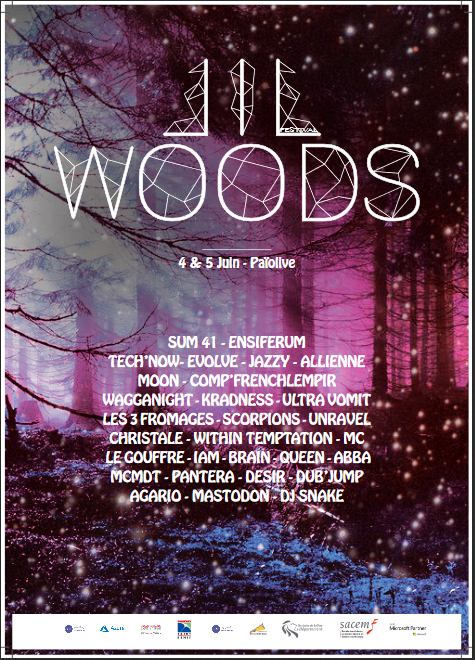 JIL
FESTIVAL
WOODS
4 & 5 Juin - Païolive
SUM 41 - ENSIFERUM
TECH'NOW- EVOLVE - JAZZY - ALLIENNE
MOON - COMP'FRENCHLEMPIR
WAGGANIGHT - KRADNESS - ULTRA VOMIT
LES 3 FROMAGES - SCORPIONS - UNRAVEL
CHRISTALE - WITHIN TEMPTATION - MC
LE GOUFFRE - IAM - BRAIN - QUEEN - ABBA
MCMDT - PANTERA - DESIR - DUB'JUMP
AGARIO - MASTODON - DJ SNAKE
sacem
Microsoft Partner